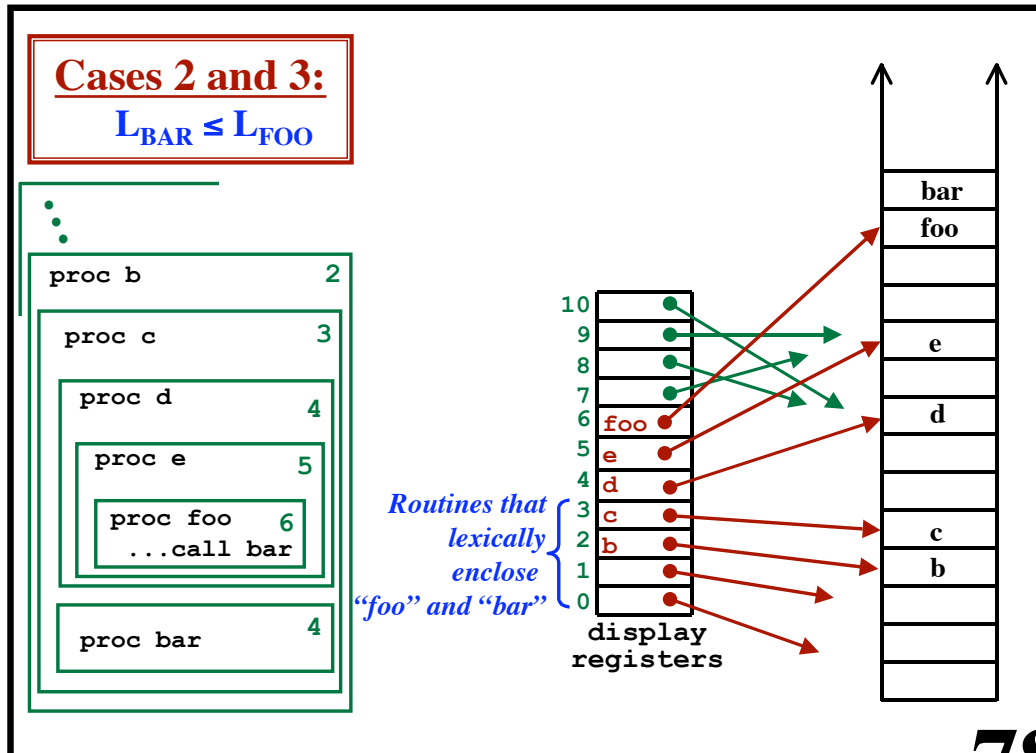 Cases 2 and 3:
L_BAR ≤ L_FOO
proc b 2
proc c 3
proc d 4
proc e 5
proc foo 6
...call bar
proc bar 4
Routines that
lexically
enclose
“foo” and “bar”
10
9
8
7
6 foo
5 e
4 d
3 c
2 b
1
0
display
registers
bar
foo
e
d
c
b